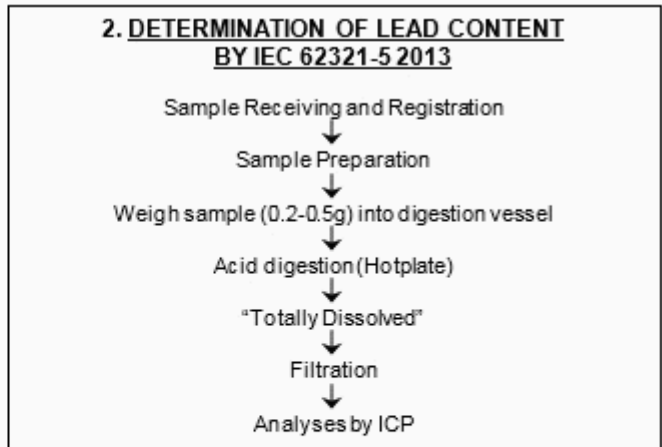 2. DETERMINATION OF LEAD CONTENT
BY IEC 62321-5 2013
Sample Receiving and Registration
Sample Preparation
Weigh sample (0.2-0.5g) into digestion vessel
Acid digestion (Hotplate)
“Totally Dissolved”
Filtration
Analyses by ICP